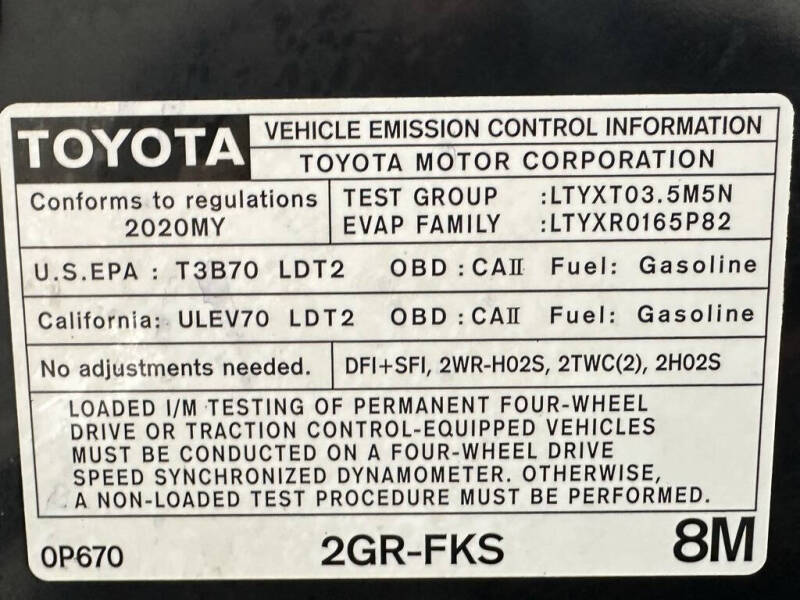 TOYOTA
VEHICLE EMISSION CONTROL INFORMATION
TOYOTA MOTOR CORPORATION
Conforms to regulations
2020MY
TEST GROUP :LTYXT03.5M5N
EVAP FAMILY :LTYXR0165P82
U.S.EPA : T3B70 LDT2 OBD : CAII Fuel: Gasoline
California: ULEV70 LDT2 OBD : CAII Fuel: Gasoline
No adjustments needed.
DFI+SFI, 2WR-HO2S, 2TWC(2), 2HO2S
LOADED I/M TESTING OF PERMANENT FOUR-WHEEL
DRIVE OR TRACTION CONTROL-EQUIPPED VEHICLES
MUST BE CONDUCTED ON A FOUR-WHEEL DRIVE
SPEED SYNCHRONIZED DYNAMOMETER. OTHERWISE,
A NON-LOADED TEST PROCEDURE MUST BE PERFORMED.
0P670
2GR-FKS
8M